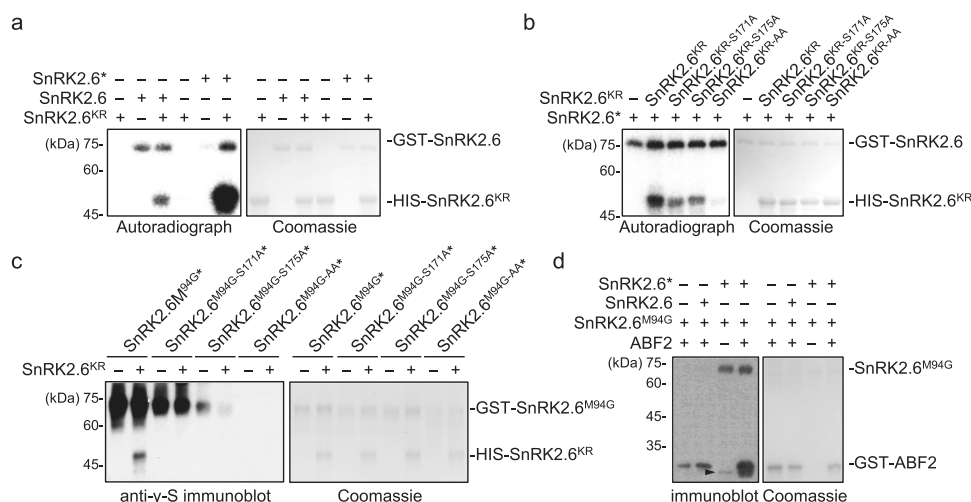 a
SnRK2.6* – – – – + + – – – – + +
SnRK2.6 – + + – – – – + + – – –
SnRK2.6KR + – + + – + + – + + – +
(kDa) 75-
60-
45-
-GST-SnRK2.6
-HIS-SnRK2.6KR
Autoradiograph Coomassie
b
SnRK2.6KR – SnRK2.6KR SnRK2.6KR-S171A SnRK2.6KR-S175A SnRK2.6KR-AA – SnRK2.6KR SnRK2.6KR-S171A SnRK2.6KR-S175A SnRK2.6KR-AA
SnRK2.6* + + + + + + + + + +
(kDa) 75-
60-
45-
-GST-SnRK2.6
-HIS-SnRK2.6KR
Autoradiograph Coomassie
c
SnRK2.6M94G* SnRK2.6M94G-S171A* SnRK2.6M94G-S175A* SnRK2.6M94G-AA* SnRK2.6M94G* SnRK2.6M94G-S171A* SnRK2.6M94G-S175A* SnRK2.6M94G-AA*
SnRK2.6KR – + – + – + – + – + – + – + – +
(kDa) 75-
60-
45-
-GST-SnRK2.6M94G
-HIS-SnRK2.6KR
anti-γ-S immunoblot Coomassie
d
SnRK2.6* – – + + – – + +
SnRK2.6 – + – – – + – –
SnRK2.6M94G + + + + + + + +
ABF2 + + – + + + – +
(kDa) 75-
60-
35-
25-
-SnRK2.6M94G
-GST-ABF2
immunoblot Coomassie